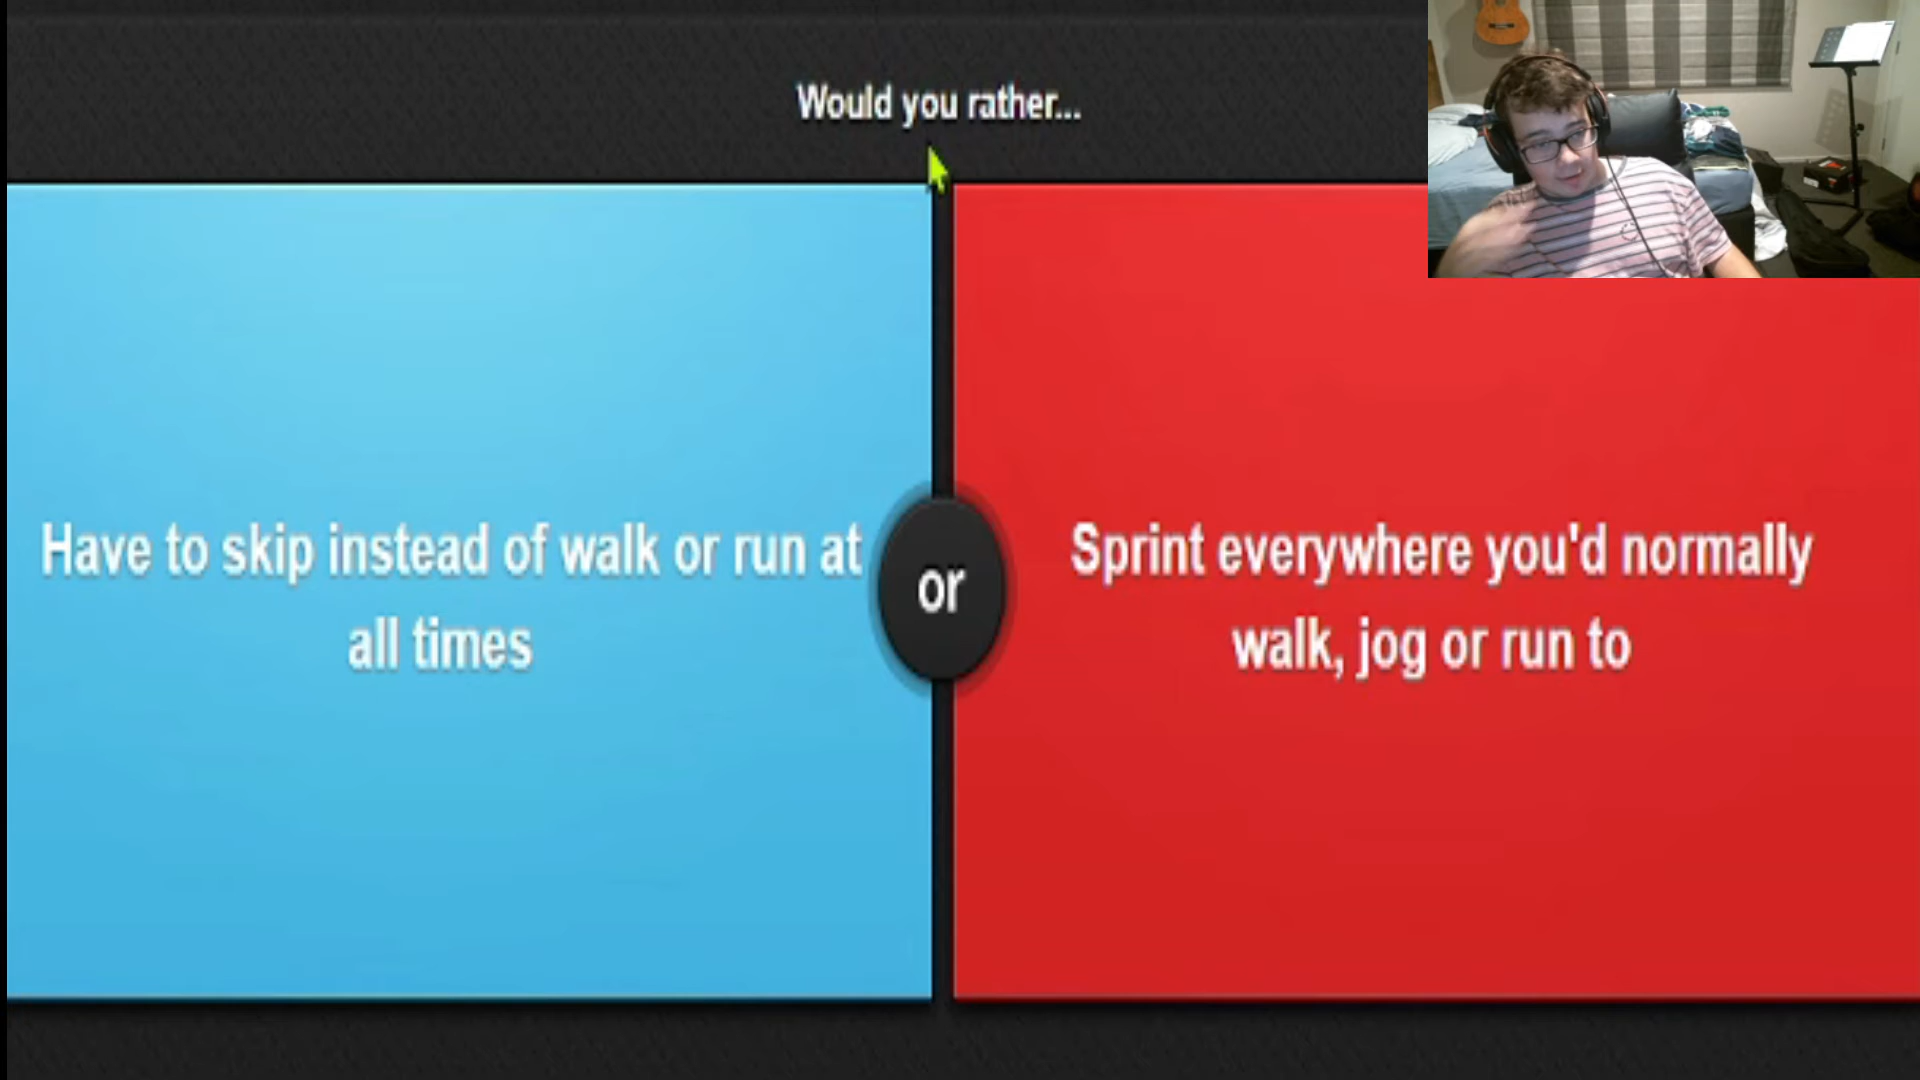 Would you rather...
Have to skip instead of walk or run at
all times
or
Sprint everywhere you'd normally
walk, jog or run to